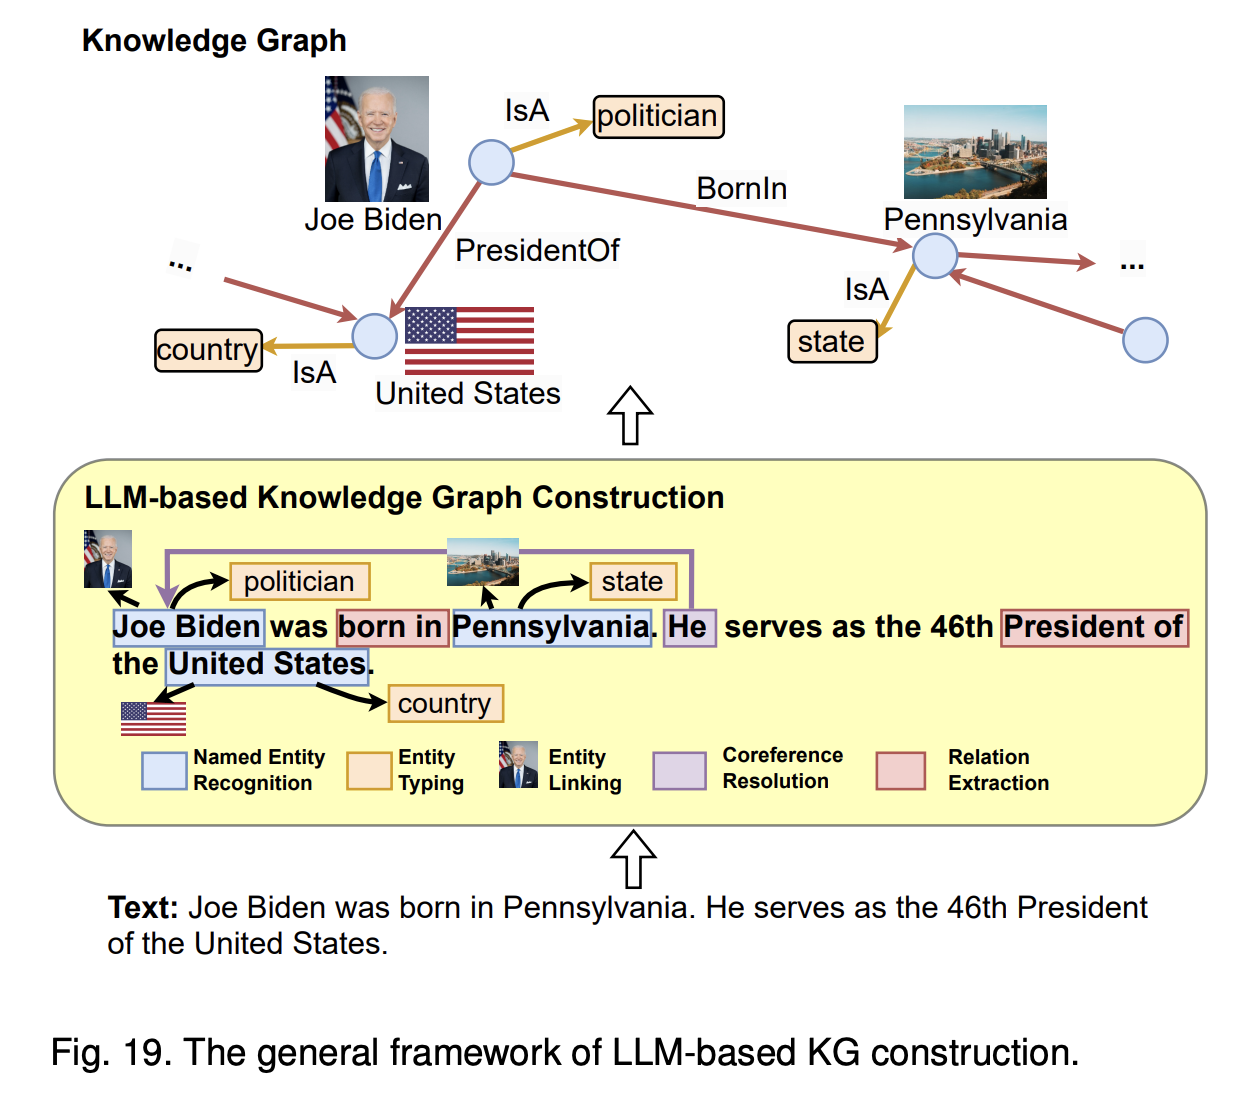 Knowledge Graph
IsA
politician
BornIn
Joe Biden
Pennsylvania
PresidentOf
...
...
IsA
country
IsA
state
United States
LLM-based Knowledge Graph Construction
politician
state
Joe Biden was born in Pennsylvania. He serves as the 46th President of
the United States.
country
Named Entity
Recognition
Entity
Typing
Entity
Linking
Coreference
Resolution
Relation
Extraction
Text: Joe Biden was born in Pennsylvania. He serves as the 46th President
of the United States.
Fig. 19. The general framework of LLM-based KG construction.